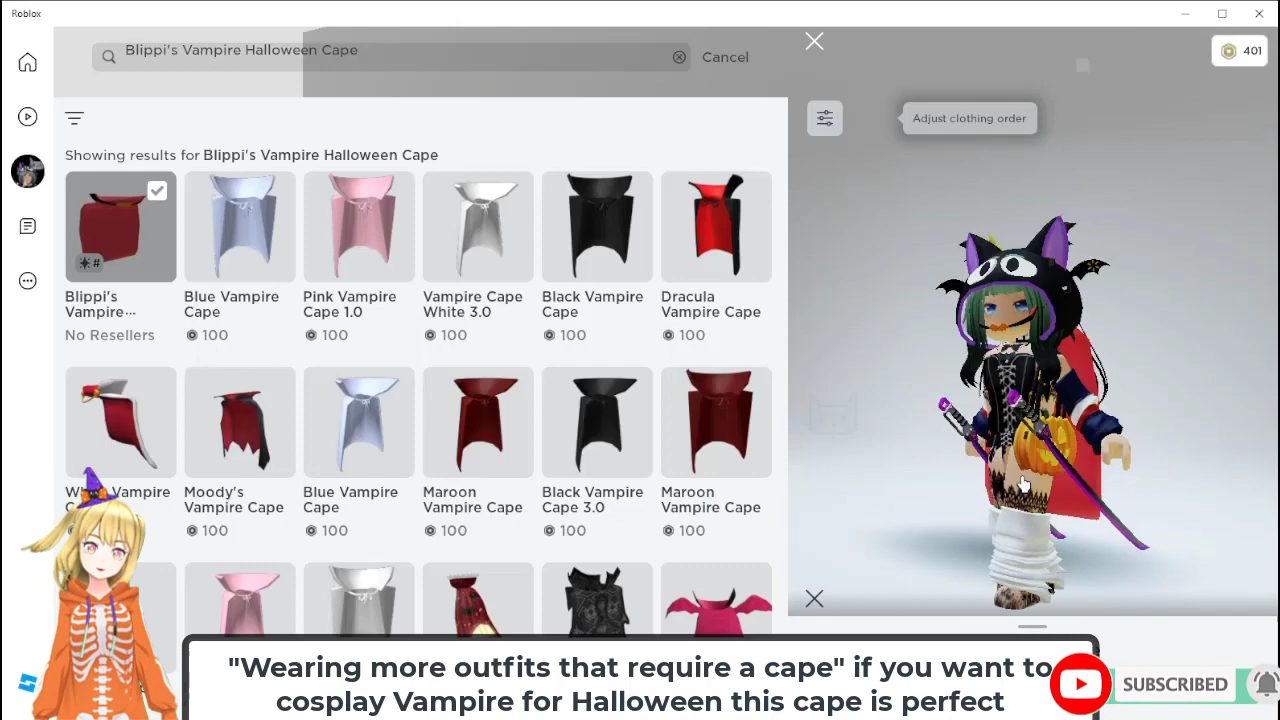 Roblox
Blippi's Vampire Halloween Cape
Cancel
401
Adjust clothing order
Showing results for Blippi's Vampire Halloween Cape
#
Blippi's Vampire...
No Resellers
Blue Vampire Cape
100
Pink Vampire Cape 1.0
100
Vampire Cape White 3.0
100
Black Vampire Cape
100
Dracula Vampire Cape
100
Vampire
Moody's Vampire Cape
100
Blue Vampire Cape
100
Maroon Vampire Cape
100
Black Vampire Cape 3.0
100
Maroon Vampire Cape
100
"Wearing more outfits that require a cape" if you want to
cosplay Vampire for Halloween this cape is perfect
SUBSCRIBED